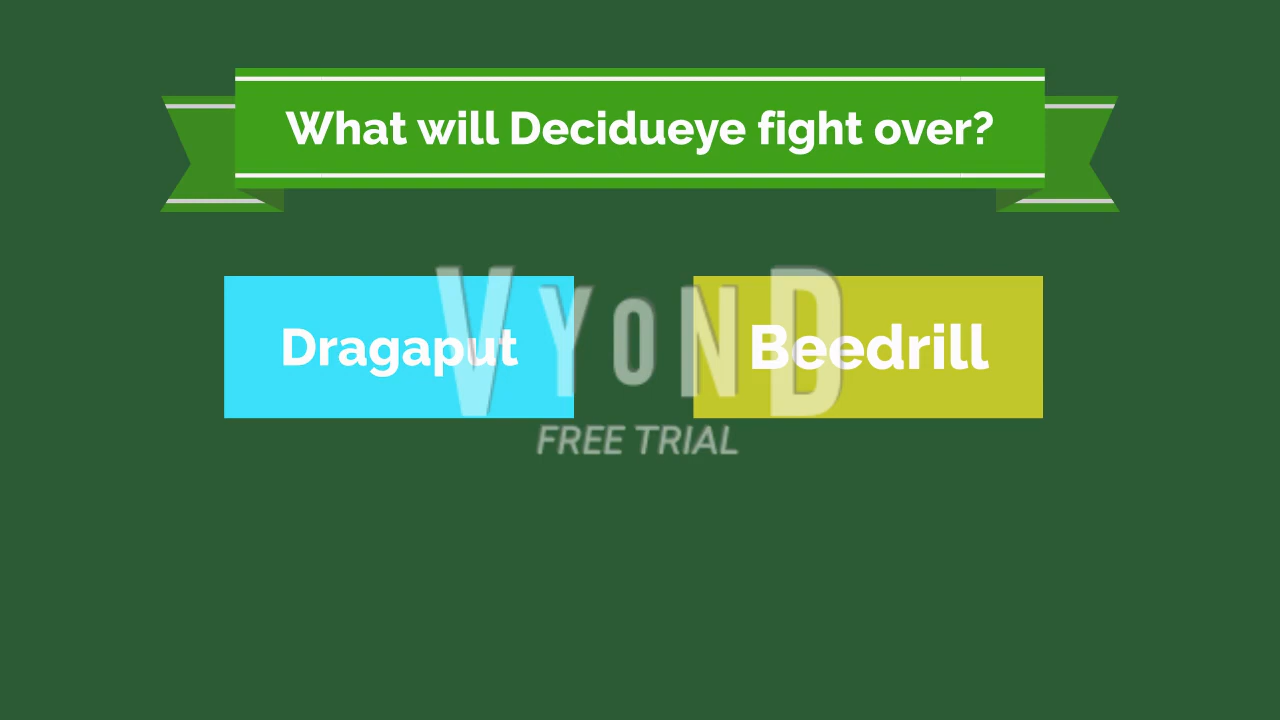 What will Decidueye fight over?
Dragaput
Beedrill
VYOND
FREE TRIAL